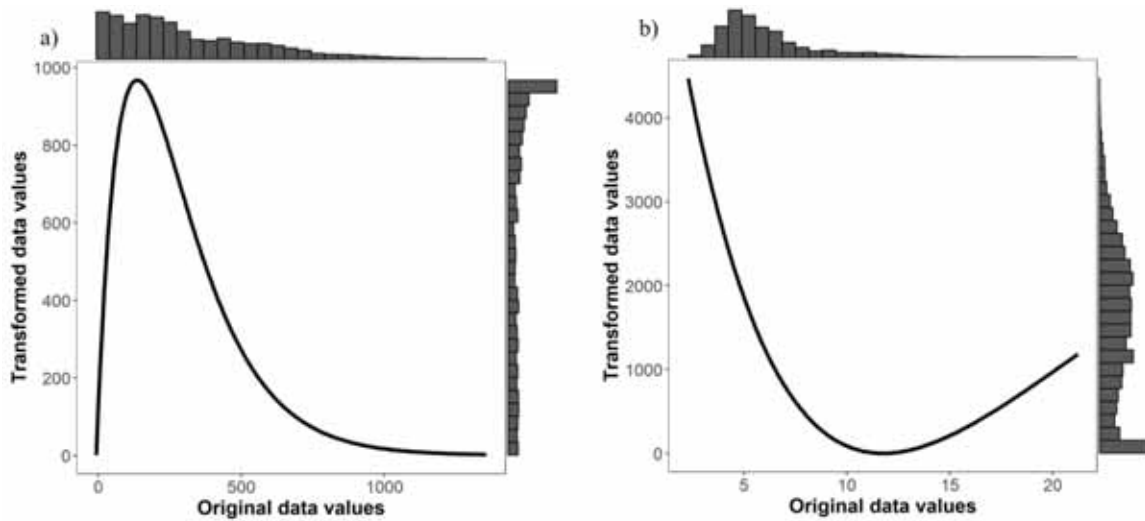 a)
1000
800
600
400
200
0
Transformed data values
0 500 1000
Original data values
b)
4000
3000
2000
1000
0
Transformed data values
5 10 15 20
Original data values